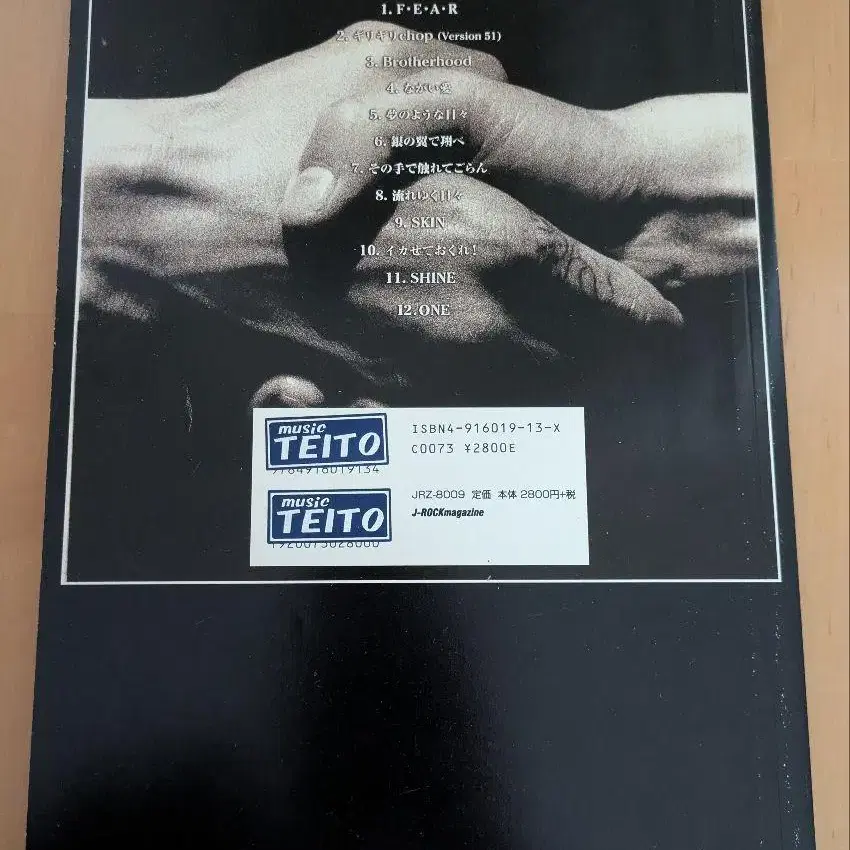 1. F・E・A・R
2. ギリギリchop (Version 51)
3. Brotherhood
4. ながい愛
5. 夢のような日々
6. 銀の翼で翔べ
7. その手で触れてごらん
8. 流れいく日々
9. SKIN
10. イカせておくれ!
11. SHINE
12. ONE
music
TEITO
ISBN4-916019-13-X
C0073 ¥2800E
9784916019134
music
TEITO
JRZ-8009 定価 本体 2800円+税
J-ROCKmagazine
1920073028000